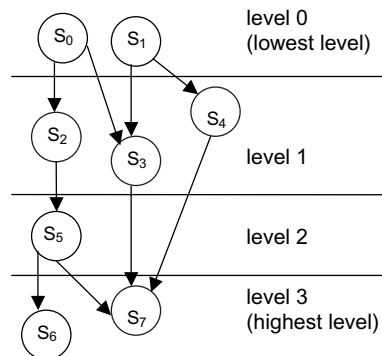 level 0
(lowest level)
S₀
S₁
S₂
S₃
S₄
level 1
S₅
level 2
level 3
(highest level)
S₆
S₇